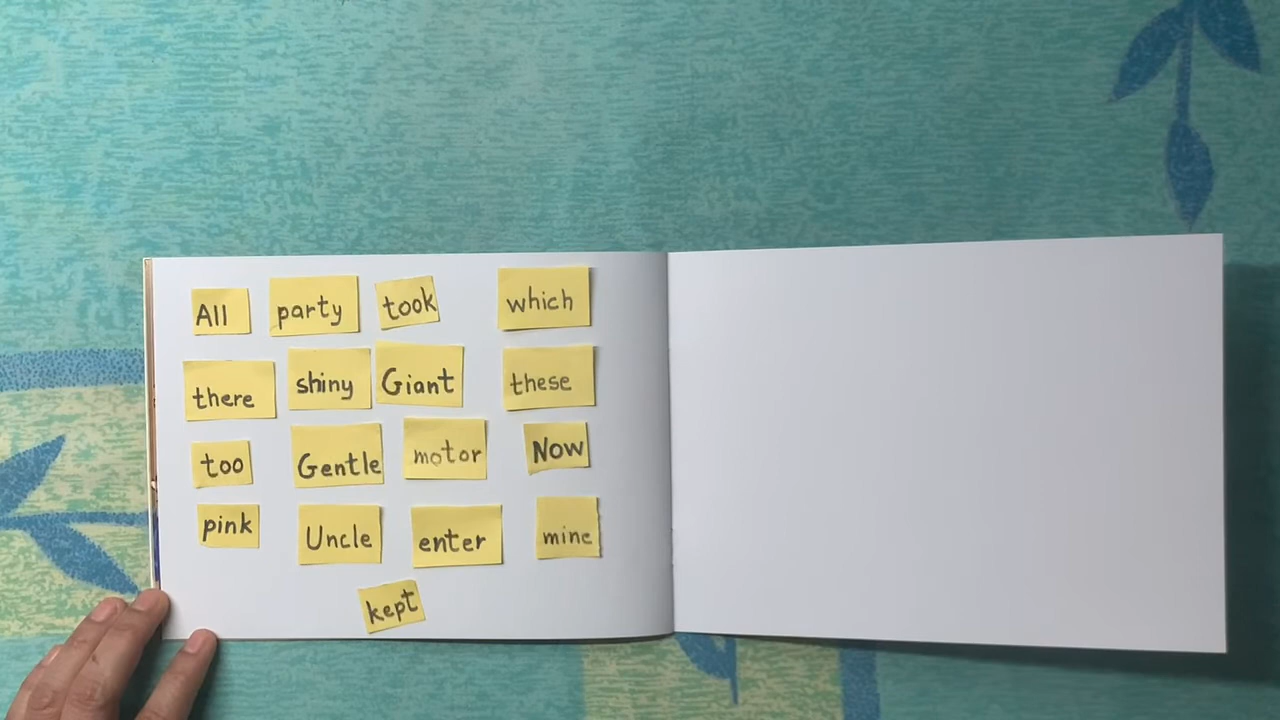 All party took which
there shiny Giant these
too Gentle motor Now
pink Uncle enter mine
kept